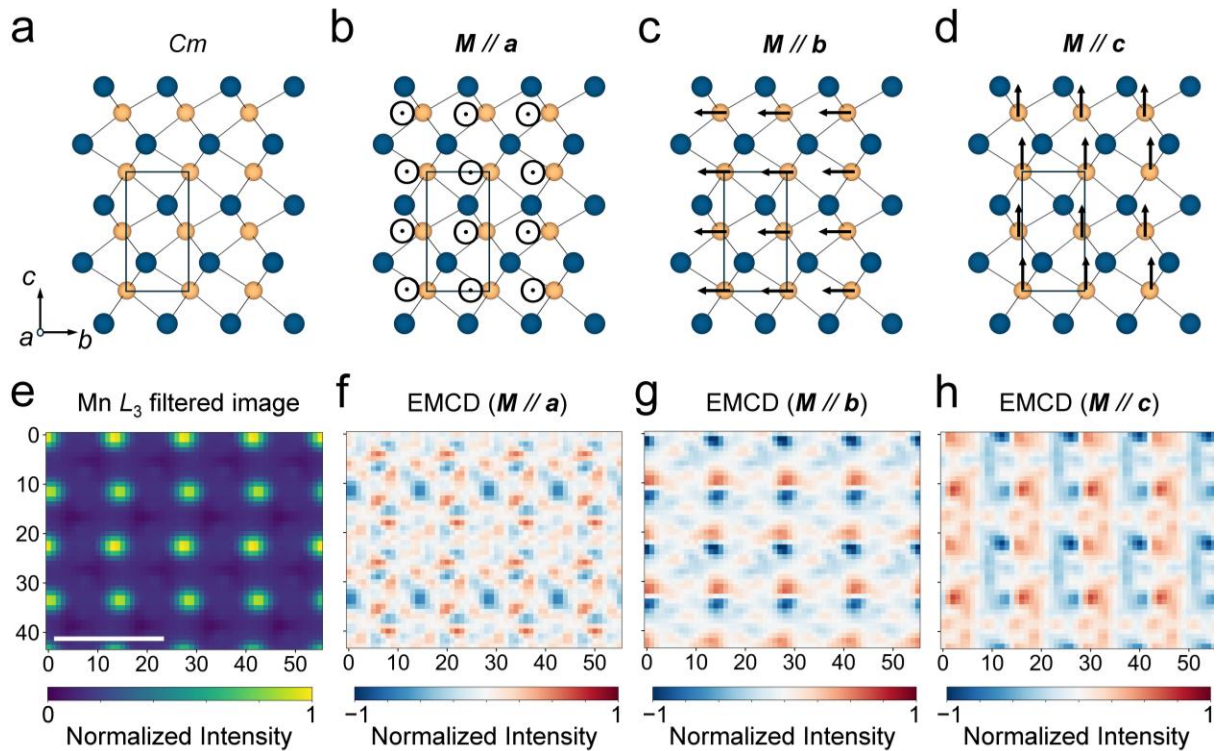 a
Cm
b
M // a
c
M // b
d
M // c
c
a
b
e
Mn L3 filtered image
f
EMCD (M // a)
g
EMCD (M // b)
h
EMCD (M // c)
0
10
20
30
40
0 10 20 30 40 50
0 10 20 30 40 50
0 10 20 30 40 50
0 10 20 30 40 50
0 1
−1 1
−1 1
−1 1
Normalized Intensity
Normalized Intensity
Normalized Intensity
Normalized Intensity